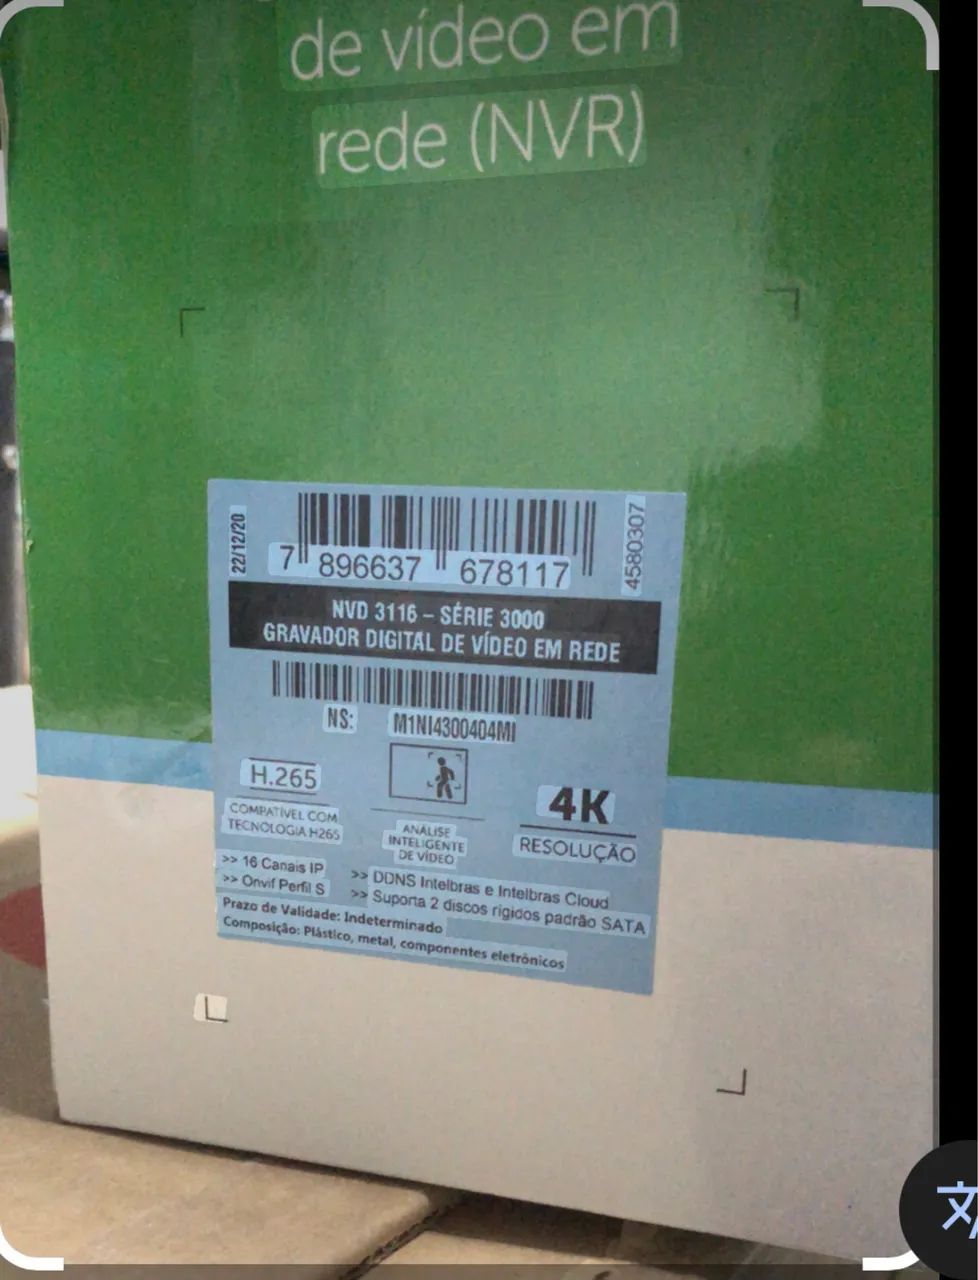 de vídeo em
rede (NVR)
22/12/20
7 896637 678117
4580307
NVD 3116 – SÉRIE 3000
GRAVADOR DIGITAL DE VÍDEO EM REDE
NS: M1NI4300404MI
H.265
COMPATÍVEL COM
TECNOLOGIA H265
ANÁLISE
INTELIGENTE
DE VÍDEO
4K
RESOLUÇÃO
>> 16 Canais IP
>> Onvif Perfil S
>> DDNS Intelbras e Intelbras Cloud
>> Suporta 2 discos rígidos padrão SATA
Prazo de Validade: Indeterminado
Composição: Plástico, metal, componentes eletrônicos